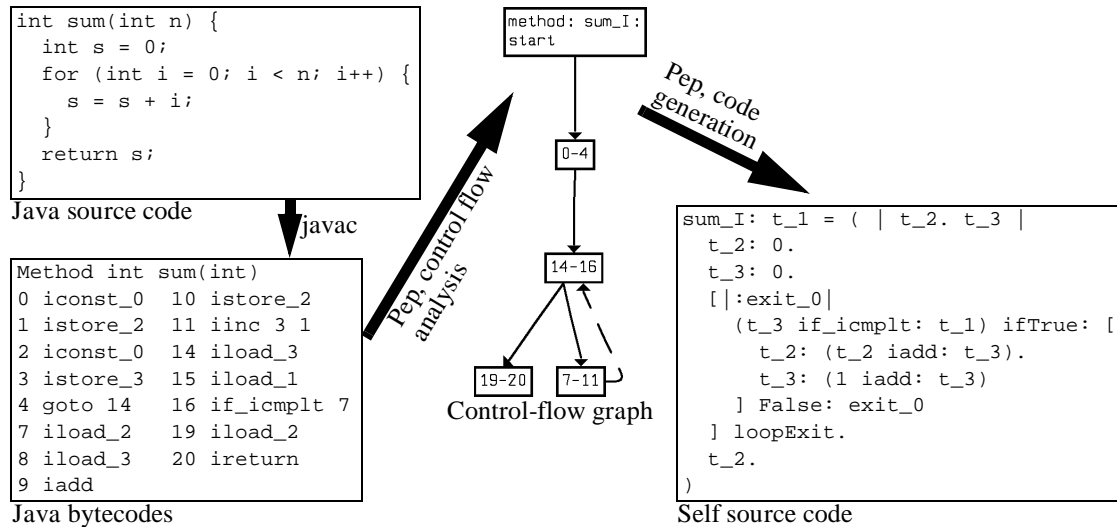 int sum(int n) {
  int s = 0;
  for (int i = 0; i < n; i++) {
    s = s + i;
  }
  return s;
}
Java source code
javac
Method int sum(int)
0 iconst_0   10 istore_2
1 istore_2   11 iinc 3 1
2 iconst_0   14 iload_3
3 istore_3   15 iload_1
4 goto 14    16 if_icmplt 7
7 iload_2    19 iload_2
8 iload_3    20 ireturn
9 iadd
Java bytecodes
Pep, control flow
analysis
method: sum_I:
start
0-4
14-16
19-20
7-11
Control-flow graph
Pep, code
generation
sum_I: t_1 = ( | t_2. t_3 |
  t_2: 0.
  t_3: 0.
  [|:exit_0|
    (t_3 if_icmplt: t_1) ifTrue: [
      t_2: (t_2 iadd: t_3).
      t_3: (1 iadd: t_3)
    ] False: exit_0
  ] loopExit.
  t_2.
)
Self source code